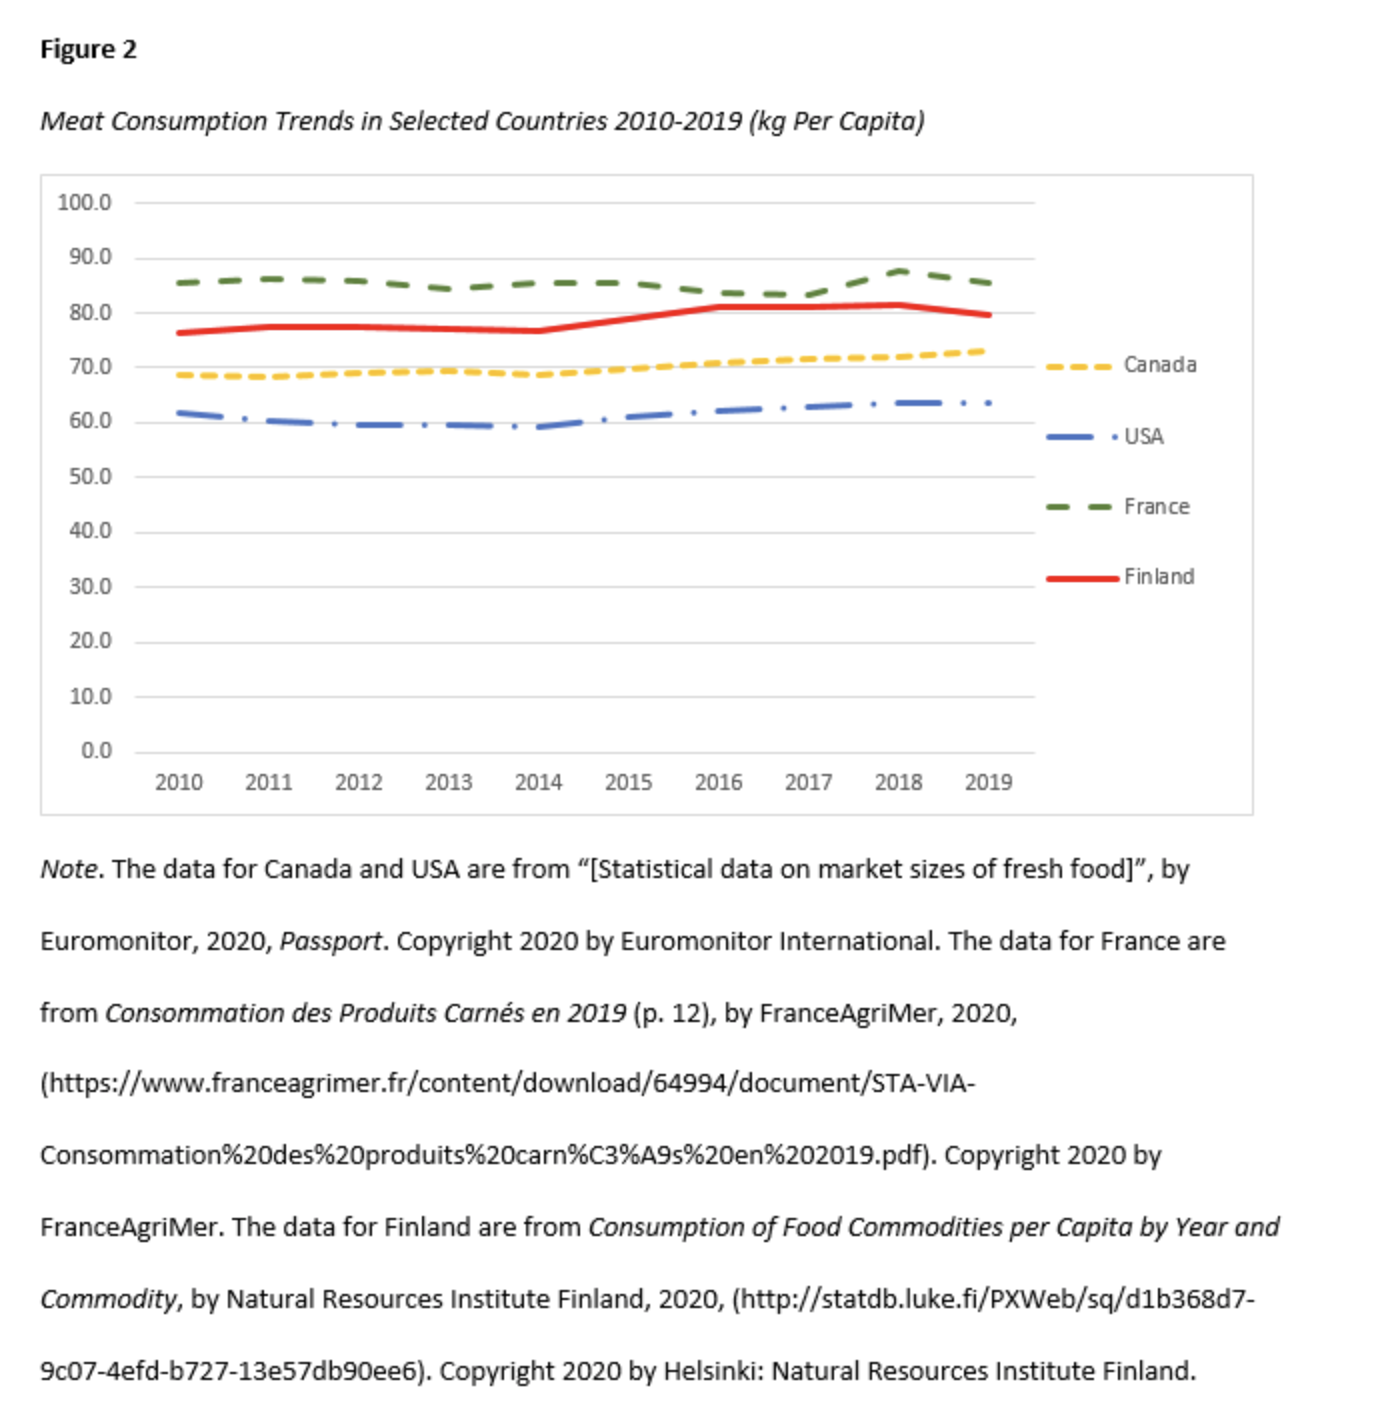 Figure 2
Meat Consumption Trends in Selected Countries 2010-2019 (kg Per Capita)
100.0
90.0
80.0
70.0
60.0
50.0
40.0
30.0
20.0
10.0
0.0
2010 2011 2012 2013 2014 2015 2016 2017 2018 2019
Canada
USA
France
Finland
Note. The data for Canada and USA are from “[Statistical data on market sizes of fresh food]”, by
Euromonitor, 2020, Passport. Copyright 2020 by Euromonitor International. The data for France are
from Consommation des Produits Carnés en 2019 (p. 12), by FranceAgriMer, 2020,
(https://www.franceagrimer.fr/content/download/64994/document/STA-VIA-
Consommation%20des%20produits%20carn%C3%A9s%20en%202019.pdf). Copyright 2020 by
FranceAgriMer. The data for Finland are from Consumption of Food Commodities per Capita by Year and
Commodity, by Natural Resources Institute Finland, 2020, (http://statdb.luke.fi/PXWeb/sq/d1b368d7-
9c07-4efd-b727-13e57db90ee6). Copyright 2020 by Helsinki: Natural Resources Institute Finland.